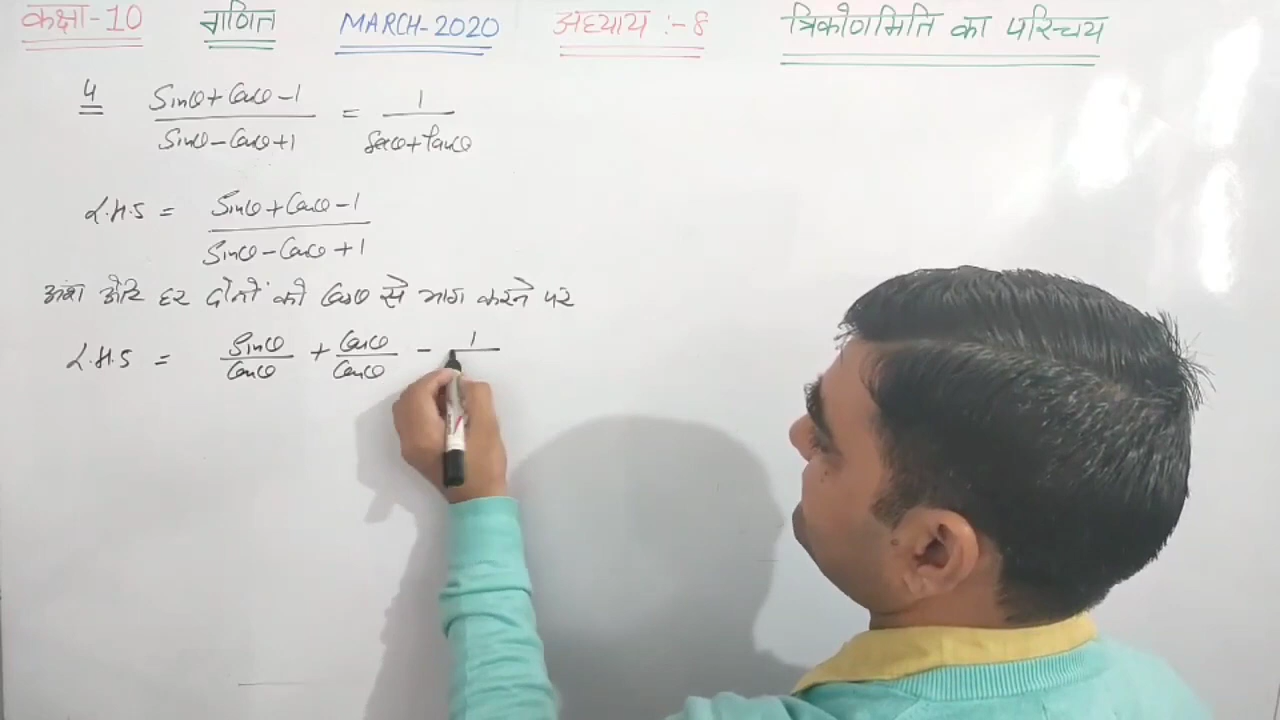 कक्षा-10 गणित MARCH-2020 अध्याय :- 8 त्रिकोणमिति का परिचय
4 Sinθ+Cosθ-1 / Sinθ-Cosθ+1 = 1 / Secθ+tanθ
L.H.S = Sinθ+Cosθ-1 / Sinθ-Cosθ+1
अंश और हर दोनों को Cosθ से भाग करने पर
L.H.S = Sinθ/Cosθ + Cosθ/Cosθ - 1